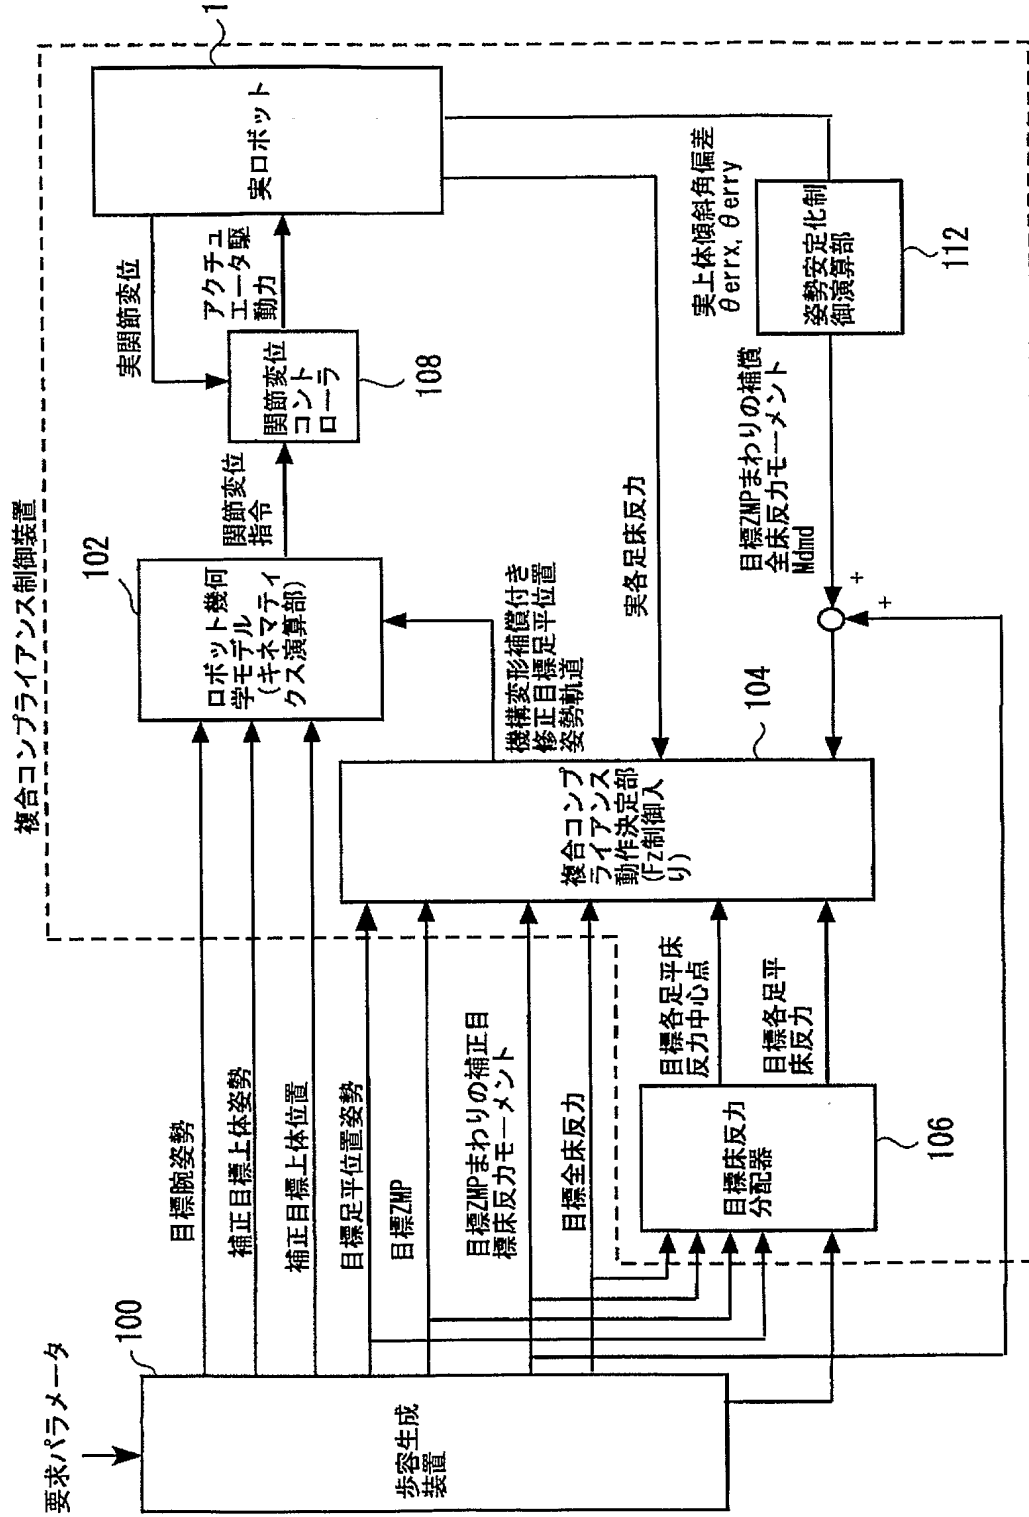 複合コンプライアンス制御装置
要求パラメータ
100
歩容生成
装置
目標腕姿勢
補正目標上体姿勢
補正目標上体位置
目標足平位置姿勢
目標ZMP
目標ZMPまわりの補正目
標床反力モーメント
目標全床反力
目標床反力
分配器
106
目標各足平床
反力中心点
目標各足平
床反力
102
ロボット幾何
学モデル
(キネマティ
クス演算部)
機構変形補償付き
修正目標足平位置
姿勢軌道
複合コンプ
ライアンス
動作決定部
(Fz制御入
り)
104
関節変位
指令
関節変位
コント
ローラ
108
実関節変位
アクチュ
エータ駆
動力
実ロボット
1
実各足床反力
実上体傾斜角偏差
θerrx, θerry
姿勢安定化制
御演算部
112
目標ZMPまわりの補償
全床反力モーメント
Mdmd
+
+